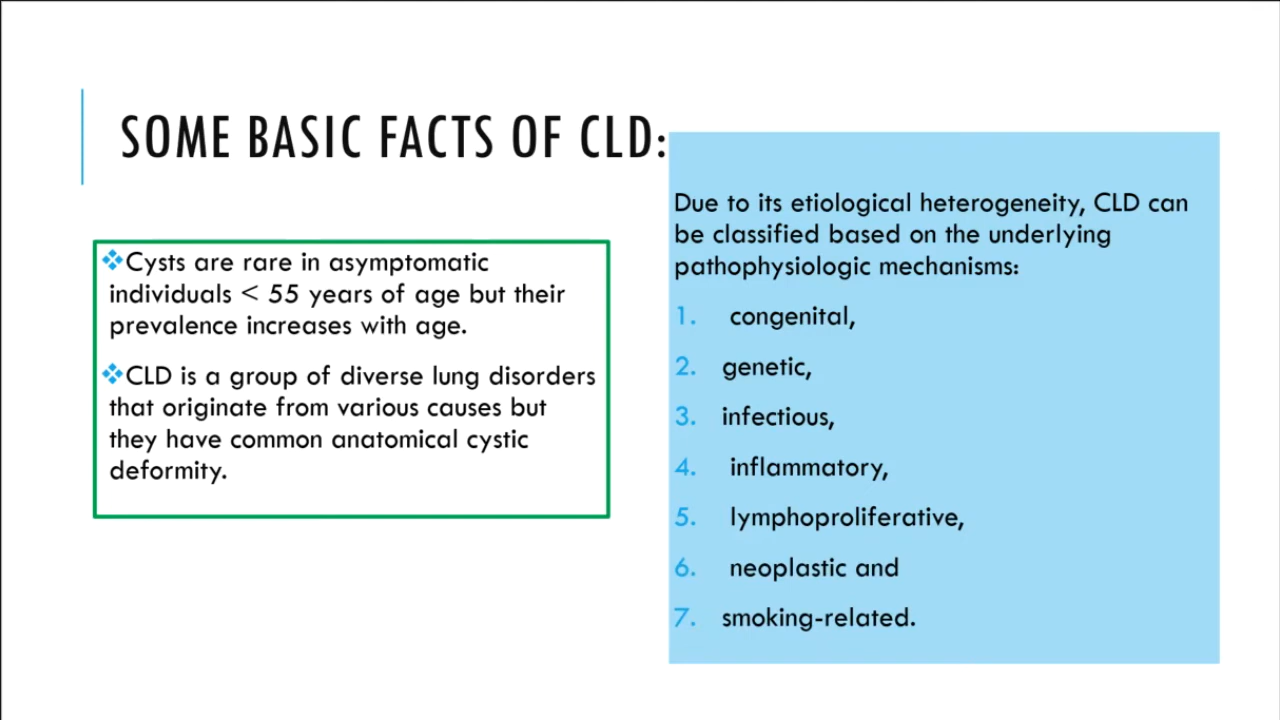 SOME BASIC FACTS OF CLD:
❖Cysts are rare in asymptomatic
individuals < 55 years of age but their
prevalence increases with age.
❖CLD is a group of diverse lung disorders
that originate from various causes but
they have common anatomical cystic
deformity.
Due to its etiological heterogeneity, CLD can
be classified based on the underlying
pathophysiologic mechanisms:
1. congenital,
2. genetic,
3. infectious,
4. inflammatory,
5. lymphoproliferative,
6. neoplastic and
7. smoking-related.